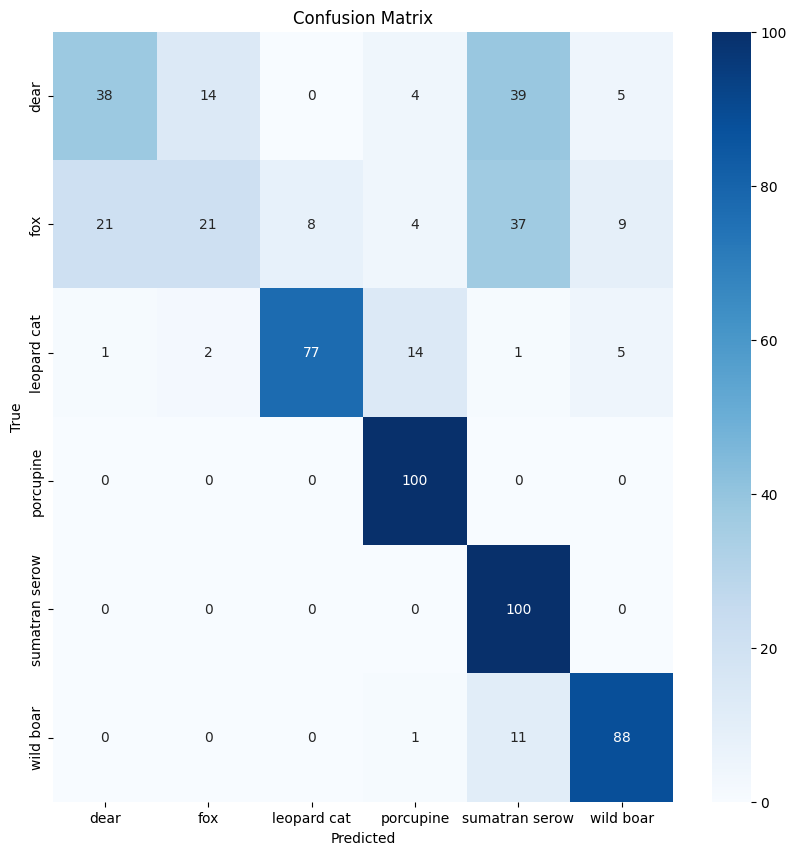 Confusion Matrix
dear 38 14 0 4 39 5
fox 21 21 8 4 37 9
leopard cat 1 2 77 14 1 5
porcupine 0 0 0 100 0 0
sumatran serow 0 0 0 0 100 0
wild boar 0 0 0 1 11 88
True
dear fox leopard cat porcupine sumatran serow wild boar
Predicted
100
80
60
40
20
0